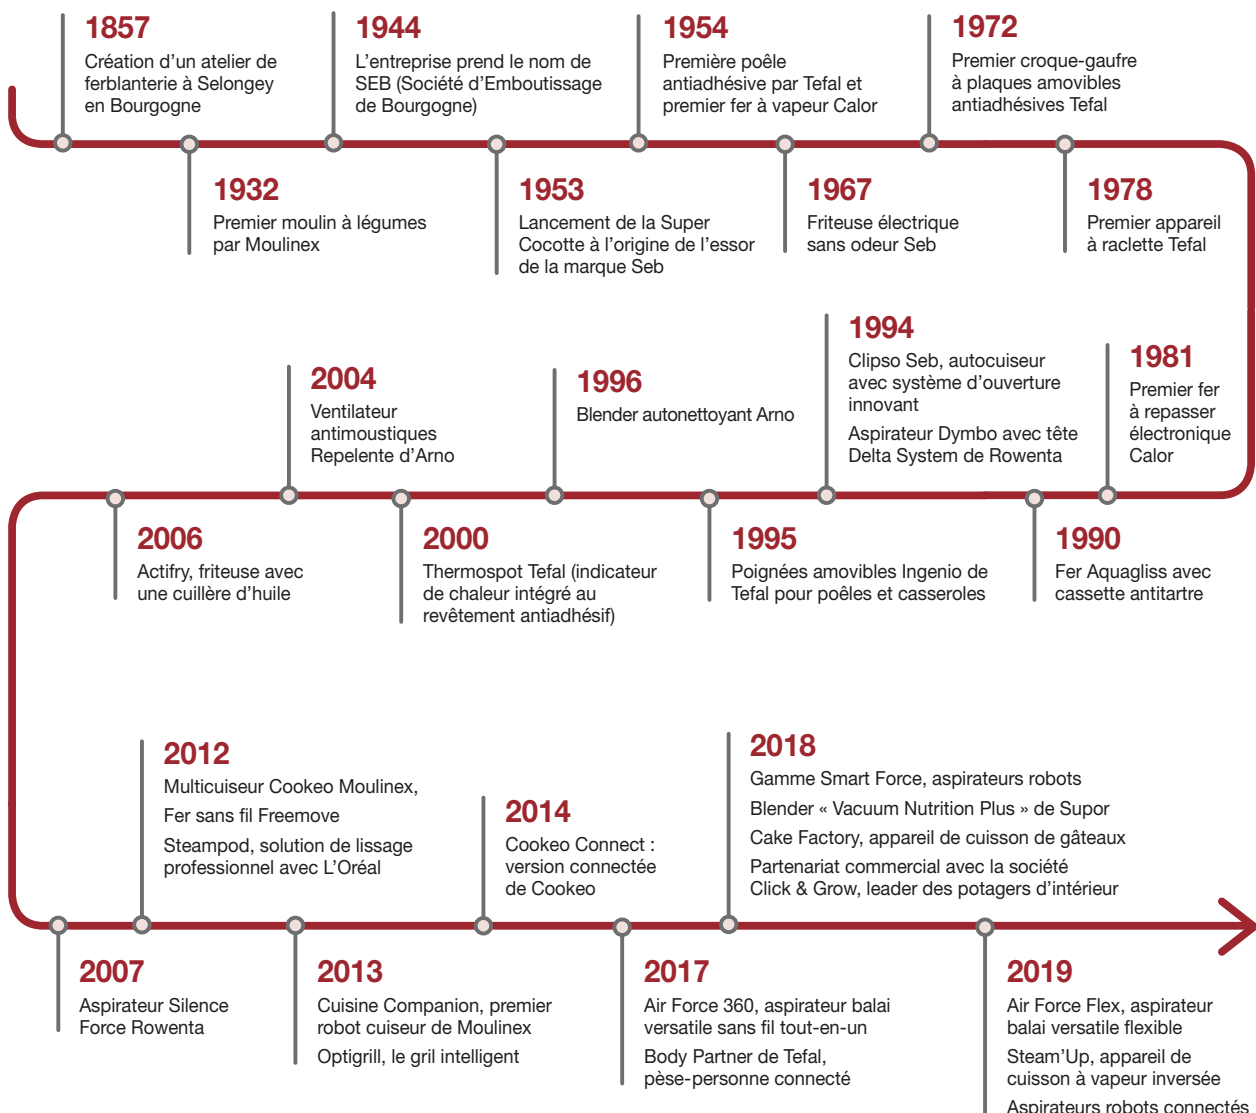 1857
Création d’un atelier de
ferblanterie à Selongey
en Bourgogne
1932
Premier moulin à légumes
par Moulinex
1944
L’entreprise prend le nom de
SEB (Société d’Emboutissage
de Bourgogne)
1953
Lancement de la Super
Cocotte à l’origine de l’essor
de la marque Seb
1954
Première poêle
antiadhésive par Tefal et
premier fer à vapeur Calor
1967
Friteuse électrique
sans odeur Seb
1972
Premier croque-gaufre
à plaques amovibles
antiadhésives Tefal
1978
Premier appareil
à raclette Tefal
1981
Premier fer
à repasser
électronique
Calor
1990
Fer Aquagliss avec
cassette antitartre
1994
Clipso Seb, autocuiseur
avec système d’ouverture
innovant
Aspirateur Dymbo avec tête
Delta System de Rowenta
1995
Poignées amovibles Ingenio de
Tefal pour poêles et casseroles
1996
Blender autonettoyant Arno
2000
Thermospot Tefal (indicateur
de chaleur intégré au
revêtement antiadhésif)
2004
Ventilateur
antimoustiques
Repelente d’Arno
2006
Actifry, friteuse avec
une cuillère d’huile
2007
Aspirateur Silence
Force Rowenta
2012
Multicuiseur Cookeo Moulinex,
Fer sans fil Freemove
Steampod, solution de lissage
professionnel avec L’Oréal
2013
Cuisine Companion, premier
robot cuiseur de Moulinex
Optigrill, le gril intelligent
2014
Cookeo Connect :
version connectée
de Cookeo
2017
Air Force 360, aspirateur balai
versatile sans fil tout-en-un
Body Partner de Tefal,
pèse-personne connecté
2018
Gamme Smart Force, aspirateurs robots
Blender « Vacuum Nutrition Plus » de Supor
Cake Factory, appareil de cuisson de gâteaux
Partenariat commercial avec la société
Click & Grow, leader des potagers d’intérieur
2019
Air Force Flex, aspirateur
balai versatile flexible
Steam’Up, appareil de
cuisson à vapeur inversée
Aspirateurs robots connectés